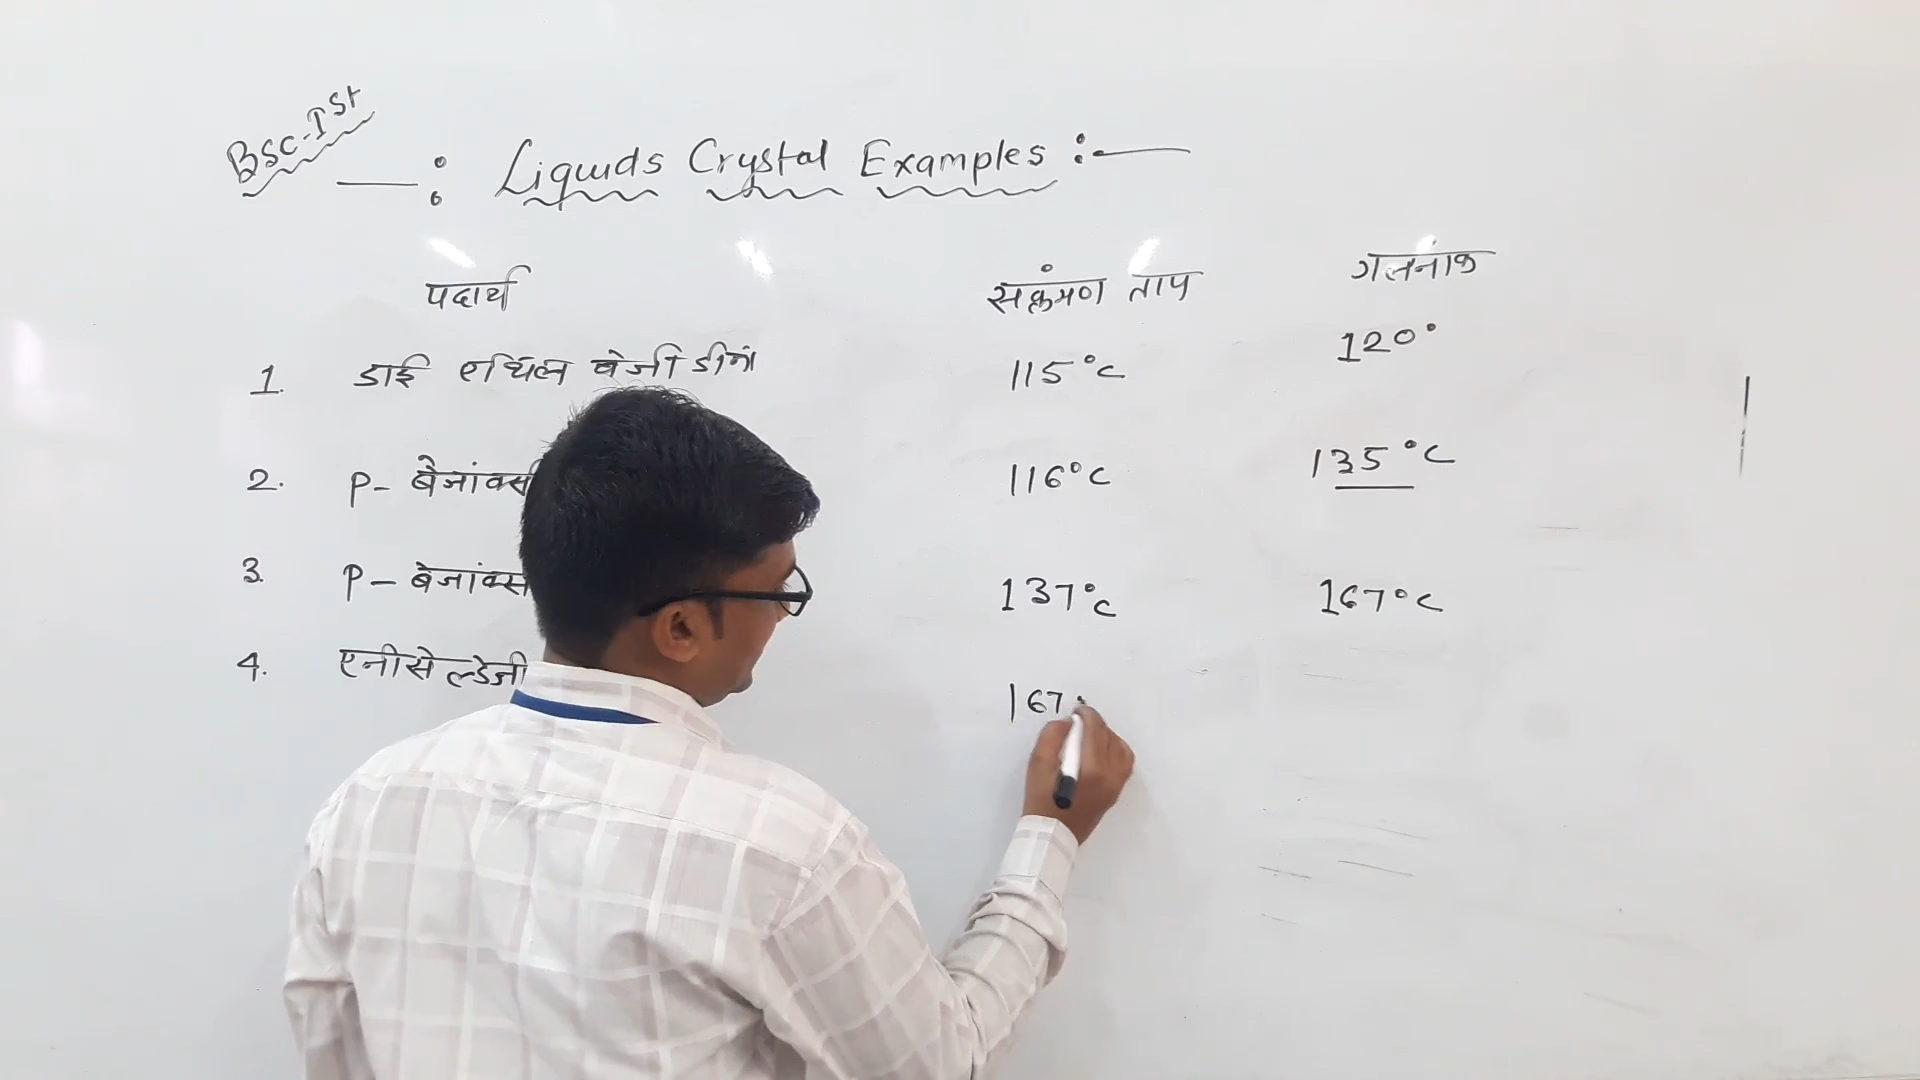 Bsc-Ist
—: Liquids Crystal Examples :—
पदार्थ संक्रमण ताप गलनांक
1. डाई एथिल बेंजीडीन 115°C 120°
2. P- बैजांक्स 116°C 135°C
3. P- बेजांक्स 137°C 167°C
4. एनीसेल्डेजी 167°